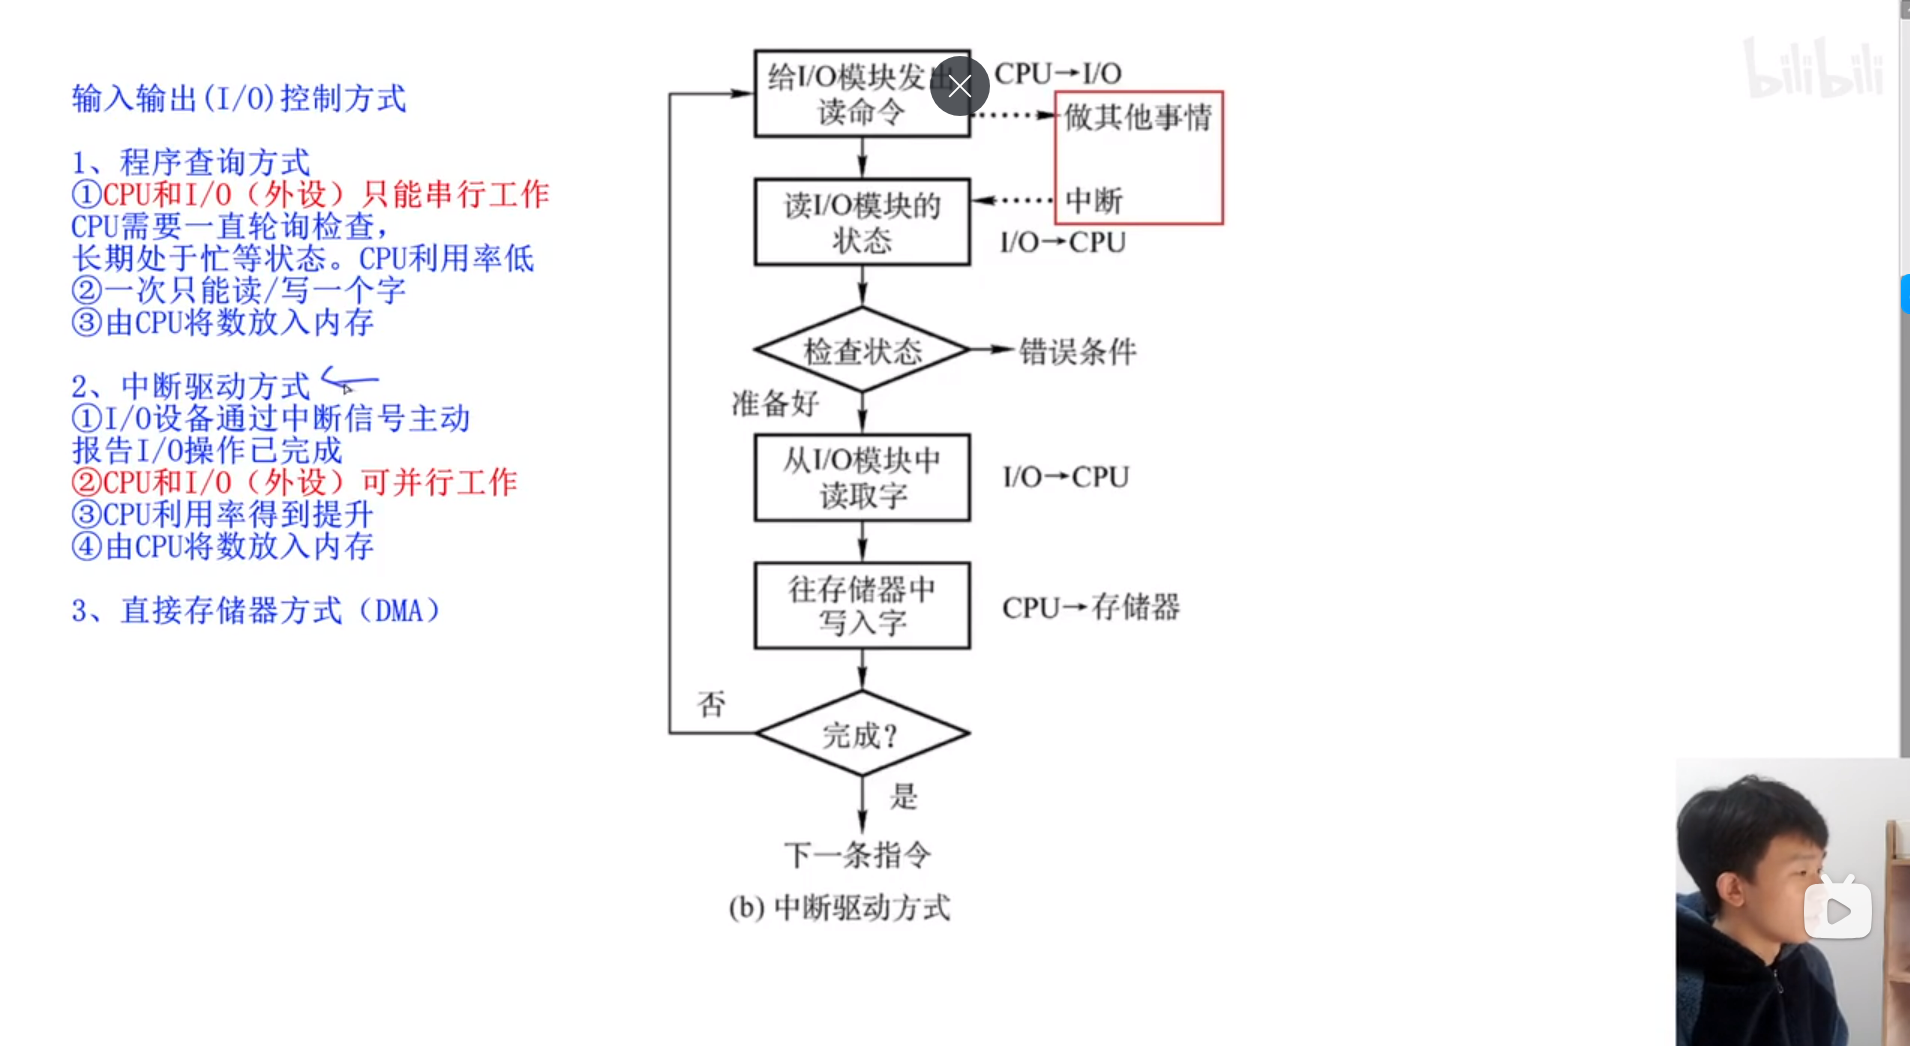 输入输出(I/O)控制方式
1、程序查询方式
①CPU和I/O（外设）只能串行工作
CPU需要一直轮询检查，
长期处于忙等状态。CPU利用率低
②一次只能读/写一个字
③由CPU将数放入内存
2、中断驱动方式
①I/O设备通过中断信号主动
报告I/O操作已完成
②CPU和I/O（外设）可并行工作
③CPU利用率得到提升
④由CPU将数放入内存
3、直接存储器方式（DMA）
给I/O模块发出
读命令
CPU→I/O
做其他事情
读I/O模块的
状态
中断
I/O→CPU
检查状态
错误条件
准备好
从I/O模块中
读取字
I/O→CPU
往存储器中
写入字
CPU→存储器
否
完成?
是
下一条指令
(b) 中断驱动方式
bilibili